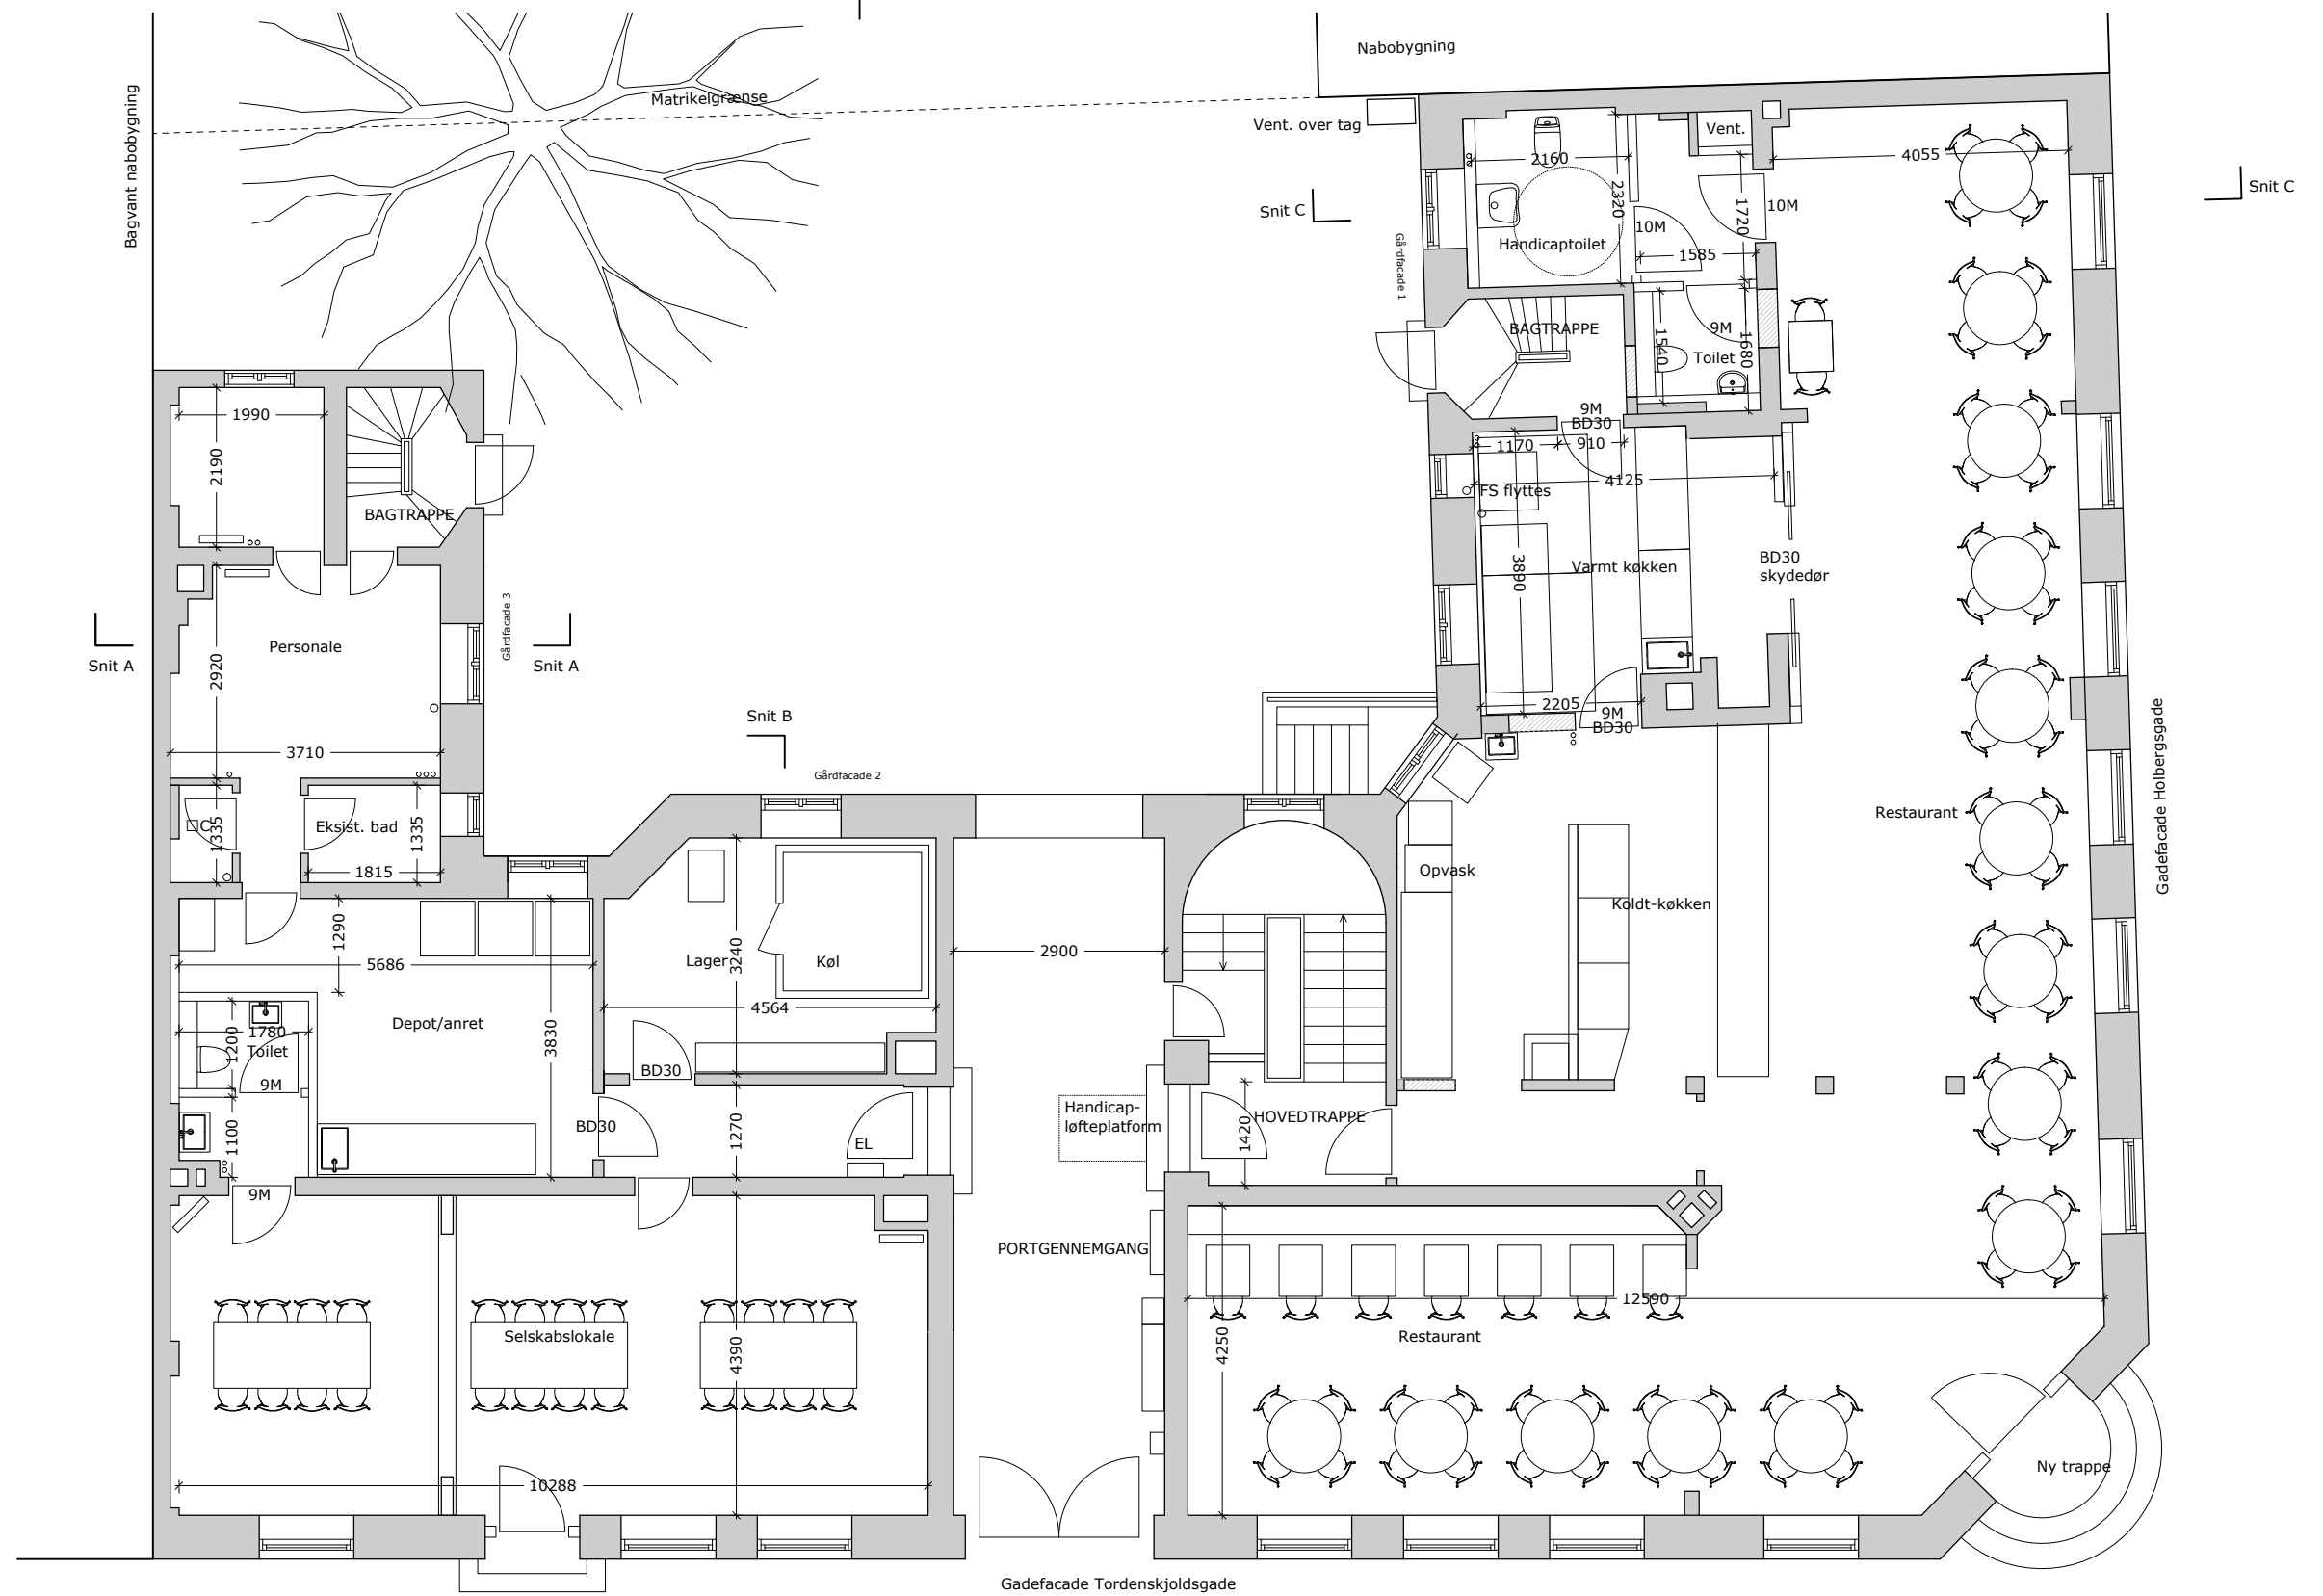 Nabobygning
Bagvant nabobygning
Matrikelgrænse
Vent. over tag
Vent.
2160
4055
Snit C
Snit C
2320
1720
10M
10M
Handicaptoilet
1585
Gårdfacade 1
BAGTRAPPE
9M
1540
Toilet
1680
9M
BD30
1990
1170
910
2190
4125
FS flyttes
BAGTRAPPE
3890
Varmt køkken
BD30
skydedør
Gårdfacade 3
Personale
Snit A
Snit A
2920
2205
9M
BD30
Snit B
Gadefacade Holbergsgade
3710
Gårdfacade 2
Restaurant
□C
1335
Eksist. bad
1335
1815
Opvask
Koldt-køkken
1290
5686
Lager
3240
Køl
2900
4564
Depot/anret
3830
1780
1200
Toilet
BD30
9M
Handicap-
løfteplatform
HOVEDTRAPPE
BD30
1100
1270
EL
1420
9M
PORTGENNEMGANG
12590
Selskabslokale
4390
4250
Restaurant
10288
Ny trappe
Gadefacade Tordenskjoldsgade